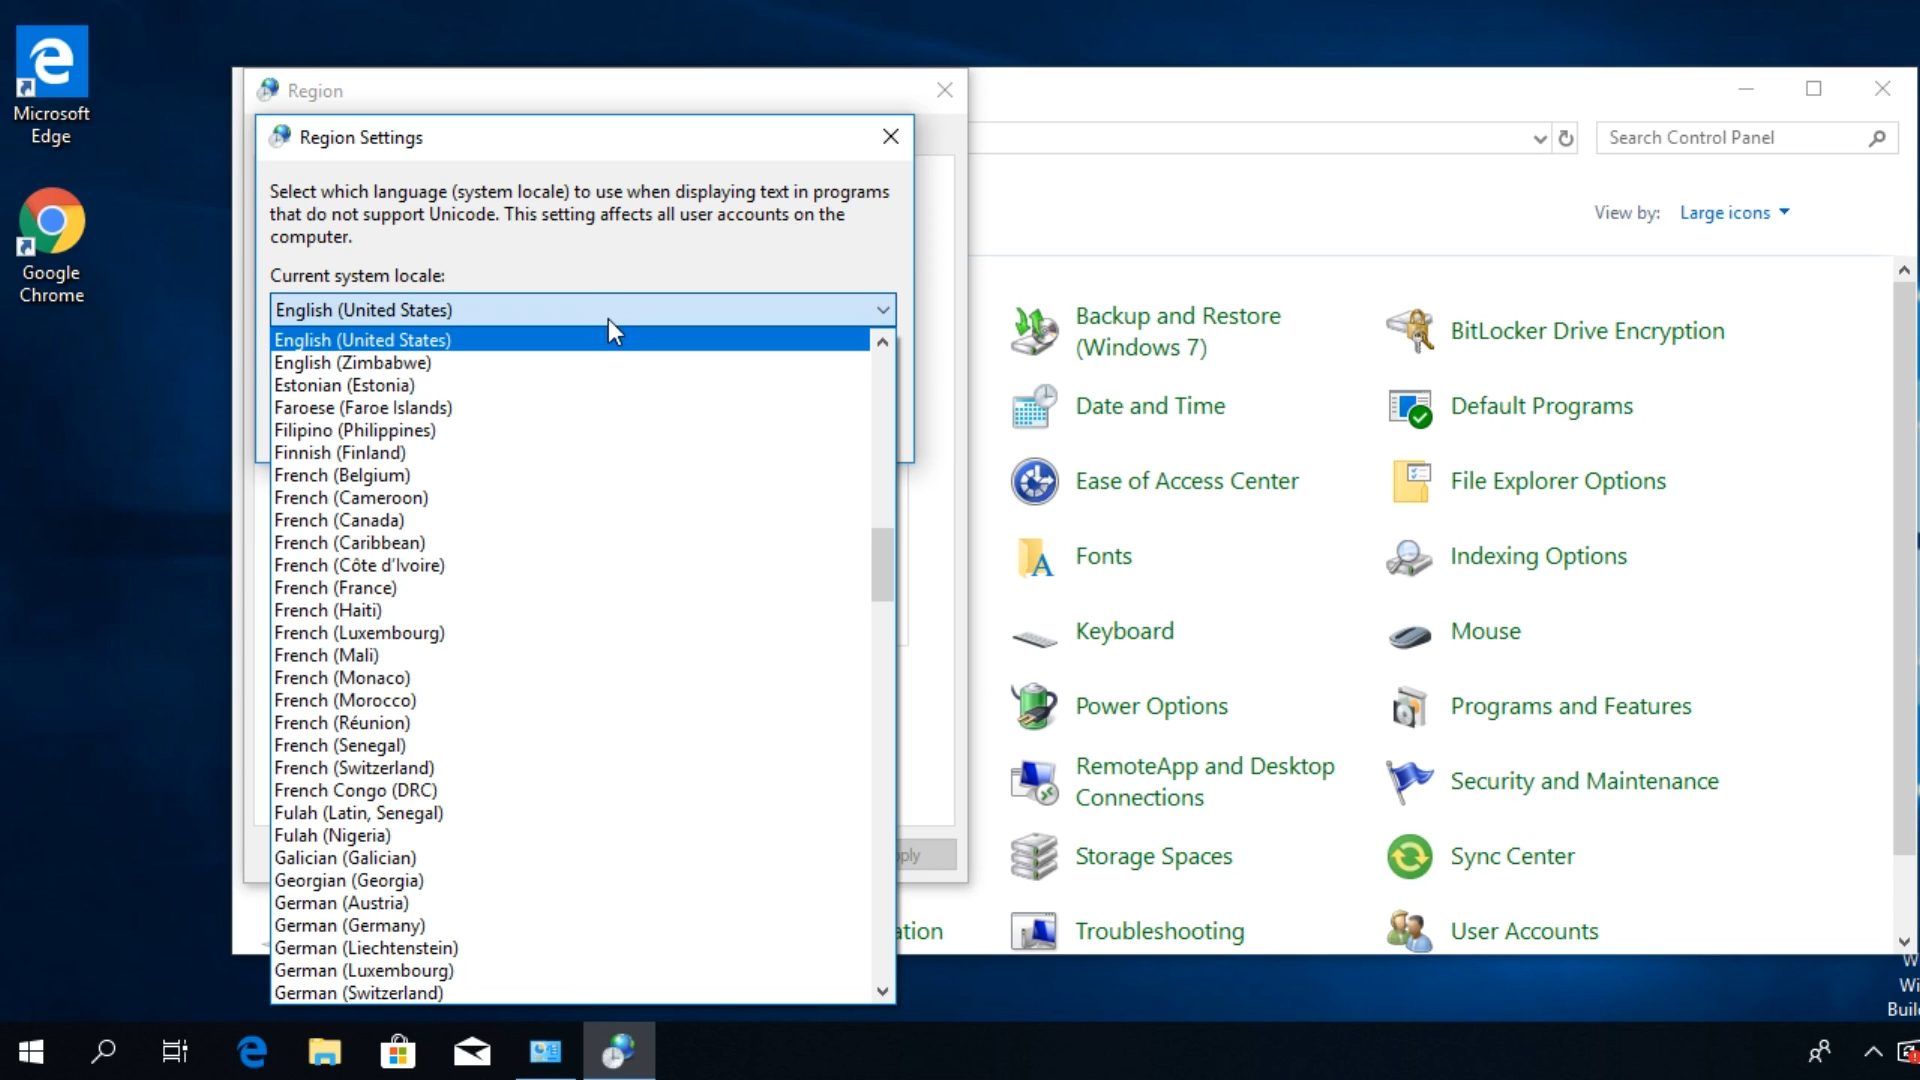 Microsoft
Edge
Google
Chrome
Region
Region Settings
Select which language (system locale) to use when displaying text in programs
that do not support Unicode. This setting affects all user accounts on the
computer.
Current system locale:
English (United States)
English (United States)
English (Zimbabwe)
Estonian (Estonia)
Faroese (Faroe Islands)
Filipino (Philippines)
Finnish (Finland)
French (Belgium)
French (Cameroon)
French (Canada)
French (Caribbean)
French (Côte d'Ivoire)
French (France)
French (Haiti)
French (Luxembourg)
French (Mali)
French (Monaco)
French (Morocco)
French (Réunion)
French (Senegal)
French (Switzerland)
French Congo (DRC)
Fulah (Latin, Senegal)
Fulah (Nigeria)
Galician (Galician)
Georgian (Georgia)
German (Austria)
German (Germany)
German (Liechtenstein)
German (Luxembourg)
German (Switzerland)
Search Control Panel
View by: Large icons
Backup and Restore
(Windows 7)
BitLocker Drive Encryption
Date and Time
Default Programs
Ease of Access Center
File Explorer Options
Fonts
Indexing Options
Keyboard
Mouse
Power Options
Programs and Features
RemoteApp and Desktop
Connections
Security and Maintenance
Storage Spaces
Sync Center
Troubleshooting
User Accounts